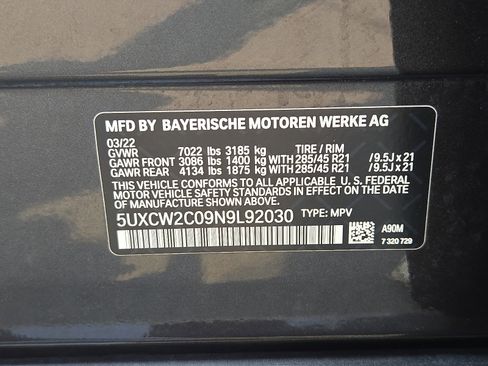 MFD BY BAYERISCHE MOTOREN WERKE AG
03/22
GVWR 7022 lbs 3185 kg TIRE / RIM
GAWR FRONT 3086 lbs 1400 kg WITH 285/45 R21 /9.5J x 21
GAWR REAR 4134 lbs 1875 kg WITH 285/45 R21 /9.5J x 21
THIS VEHICLE CONFORMS TO ALL APPLICABLE U. S. FEDERAL
MOTOR VEHICLE SAFETY STANDARDS IN EFFECT ON THE
DATE OF MANUFACTURE SHOWN ABOVE.
5UXCW2C09N9L92030 TYPE: MPV
A90M
7 320 729